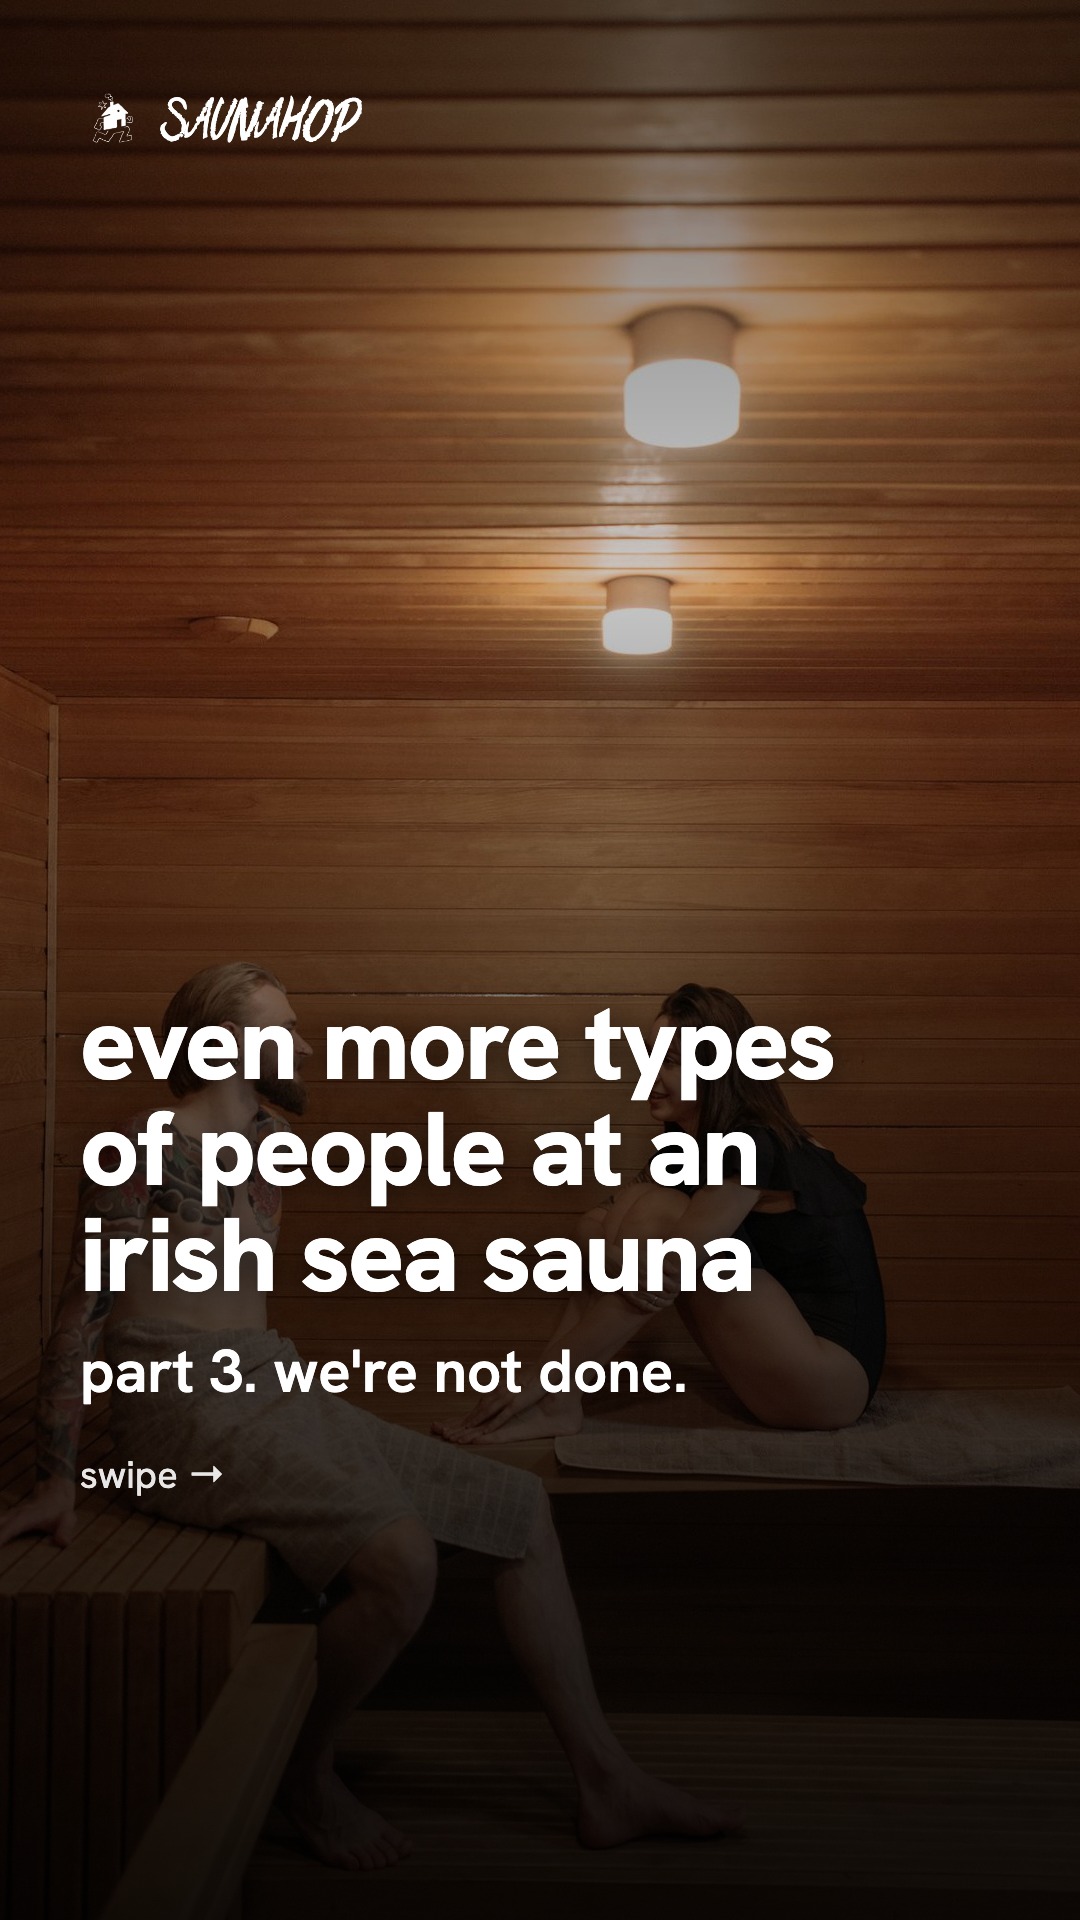 SAUNAHOP
even more types
of people at an
irish sea sauna
part 3. we're not done.
swipe →